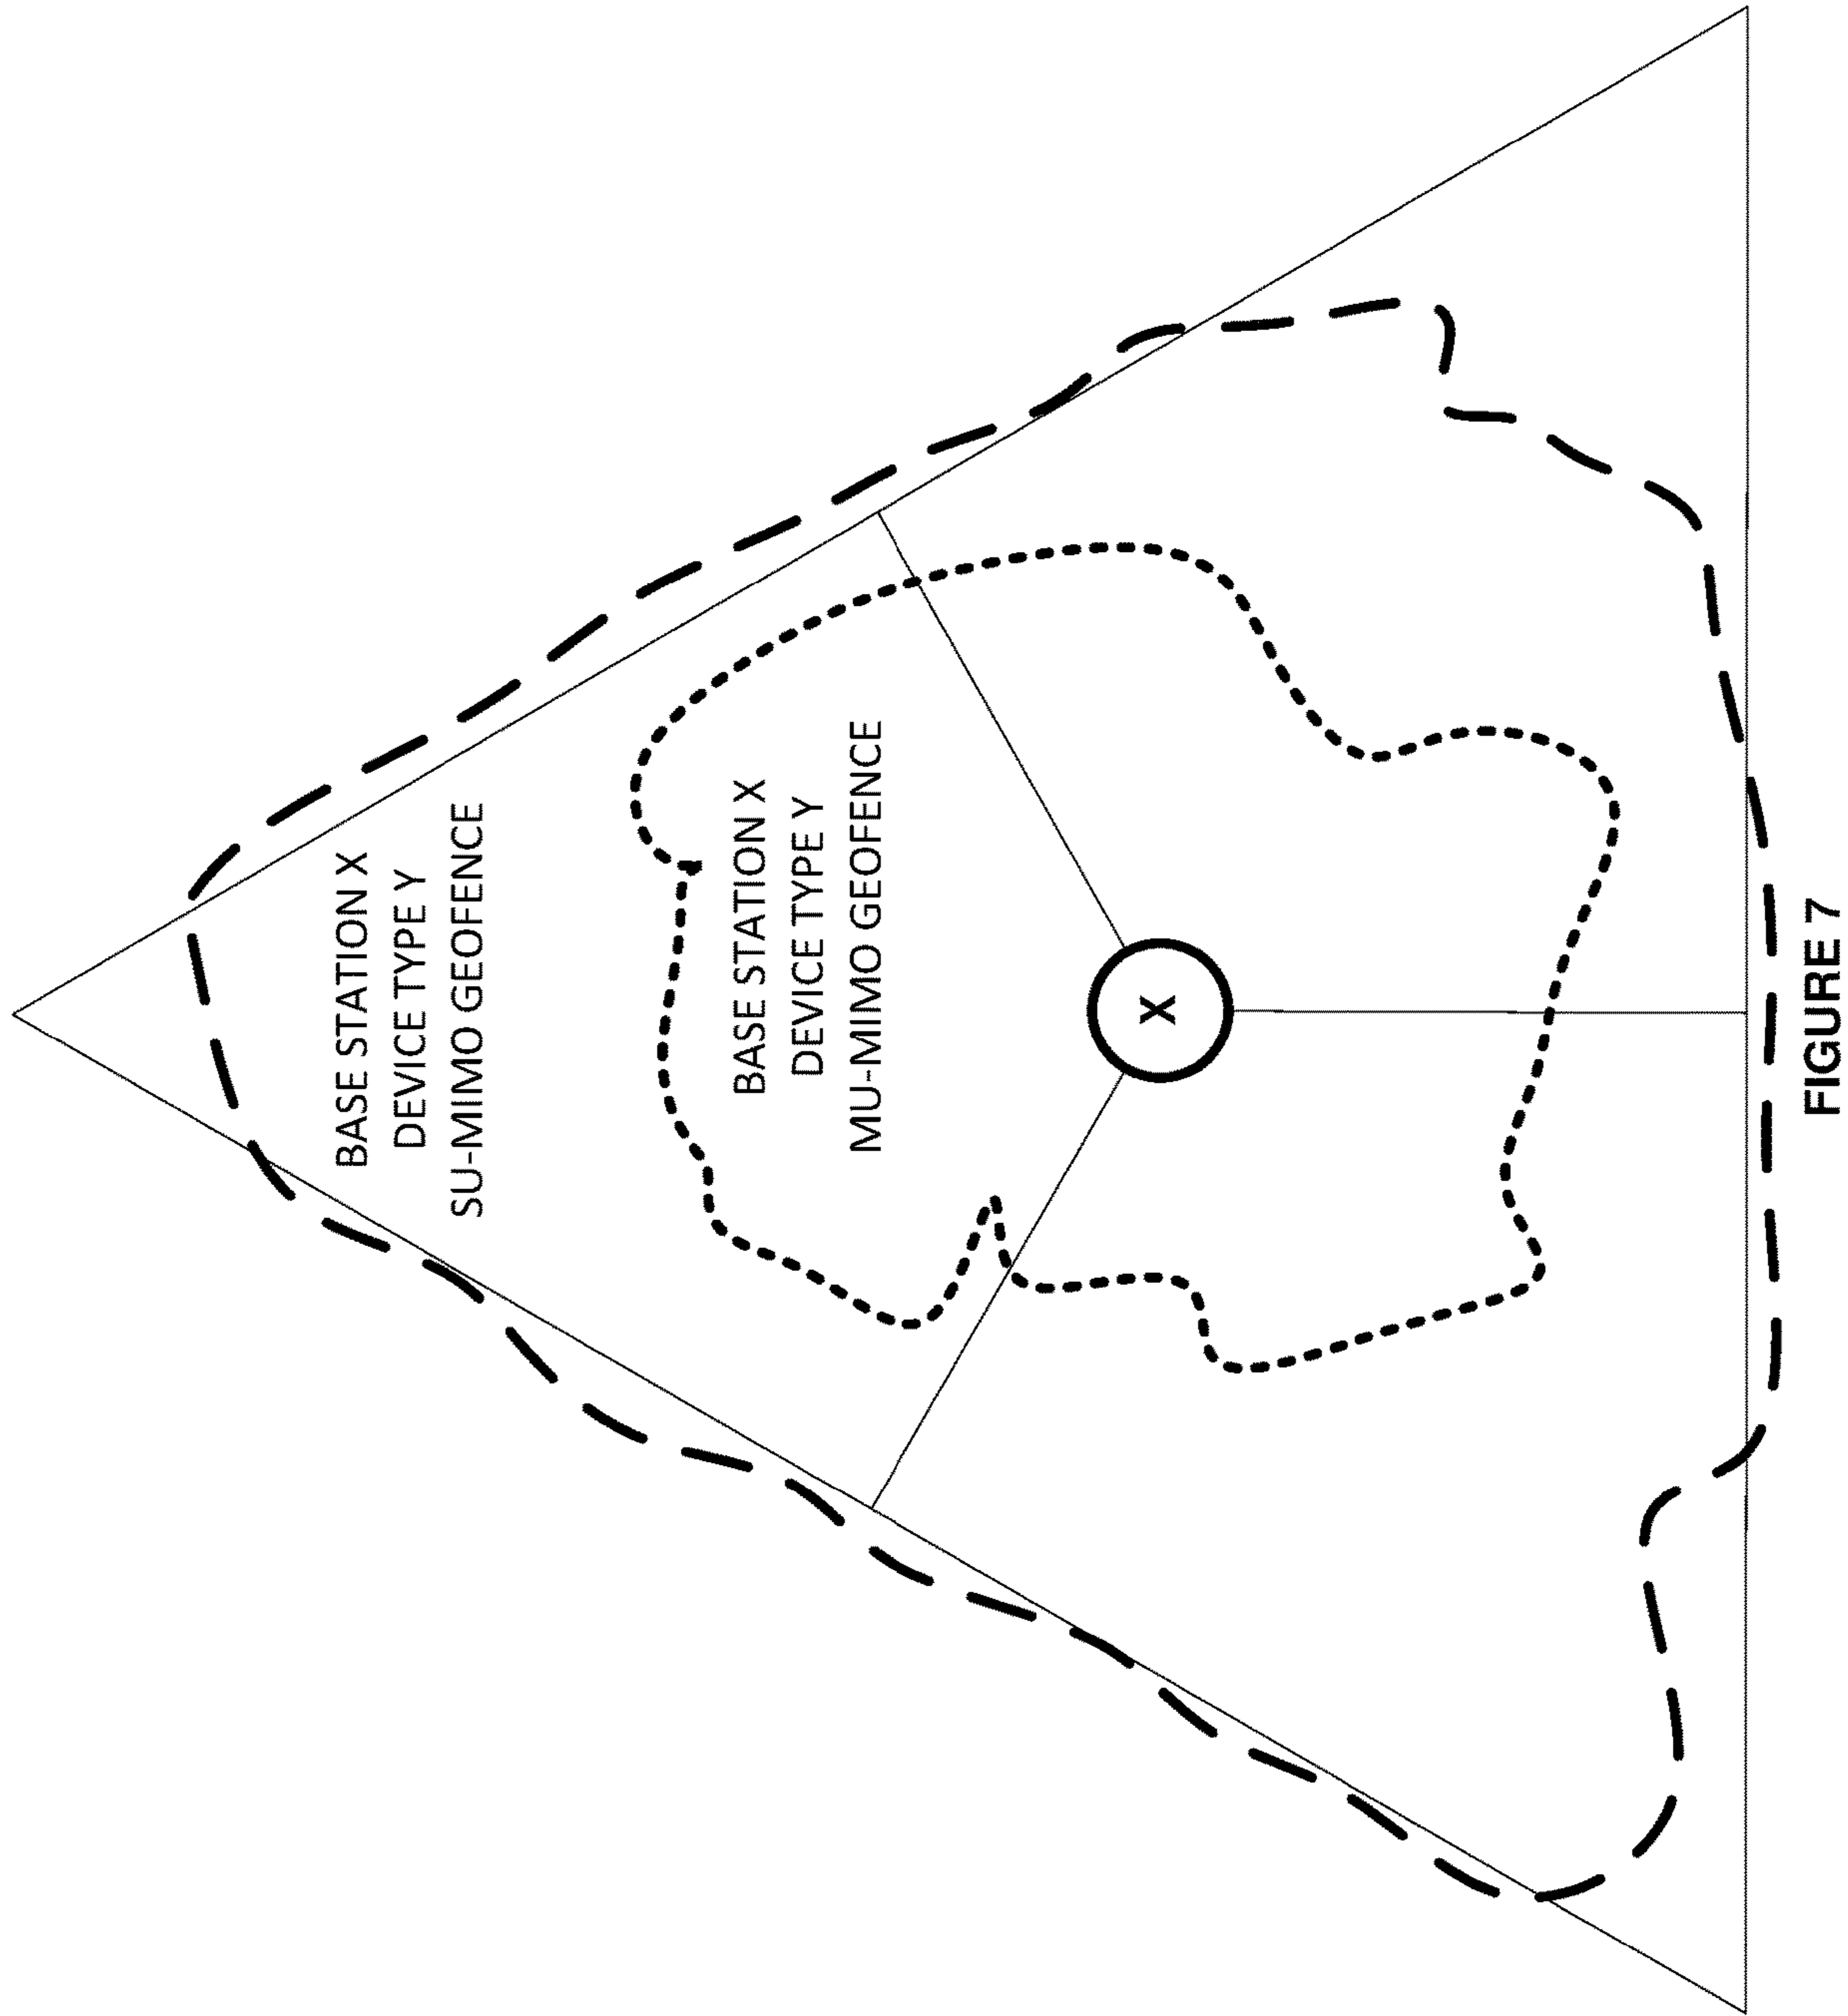 BASE STATION X
DEVICE TYPE Y
SU-MIMO GEOFENCE
BASE STATION X
DEVICE TYPE Y
MU-MIMO GEOFENCE
X
FIGURE 7